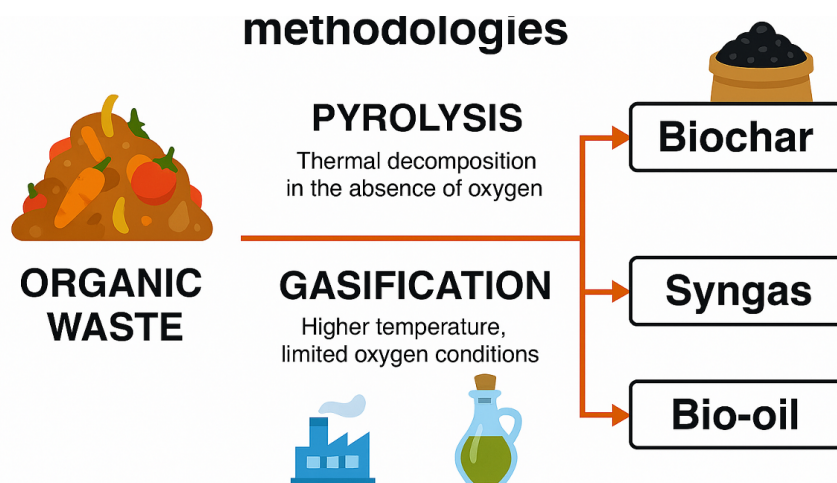 methodologies
PYROLYSIS
Thermal decomposition
in the absence of oxygen
ORGANIC
WASTE
GASIFICATION
Higher temperature,
limited oxygen conditions
Biochar
Syngas
Bio-oil